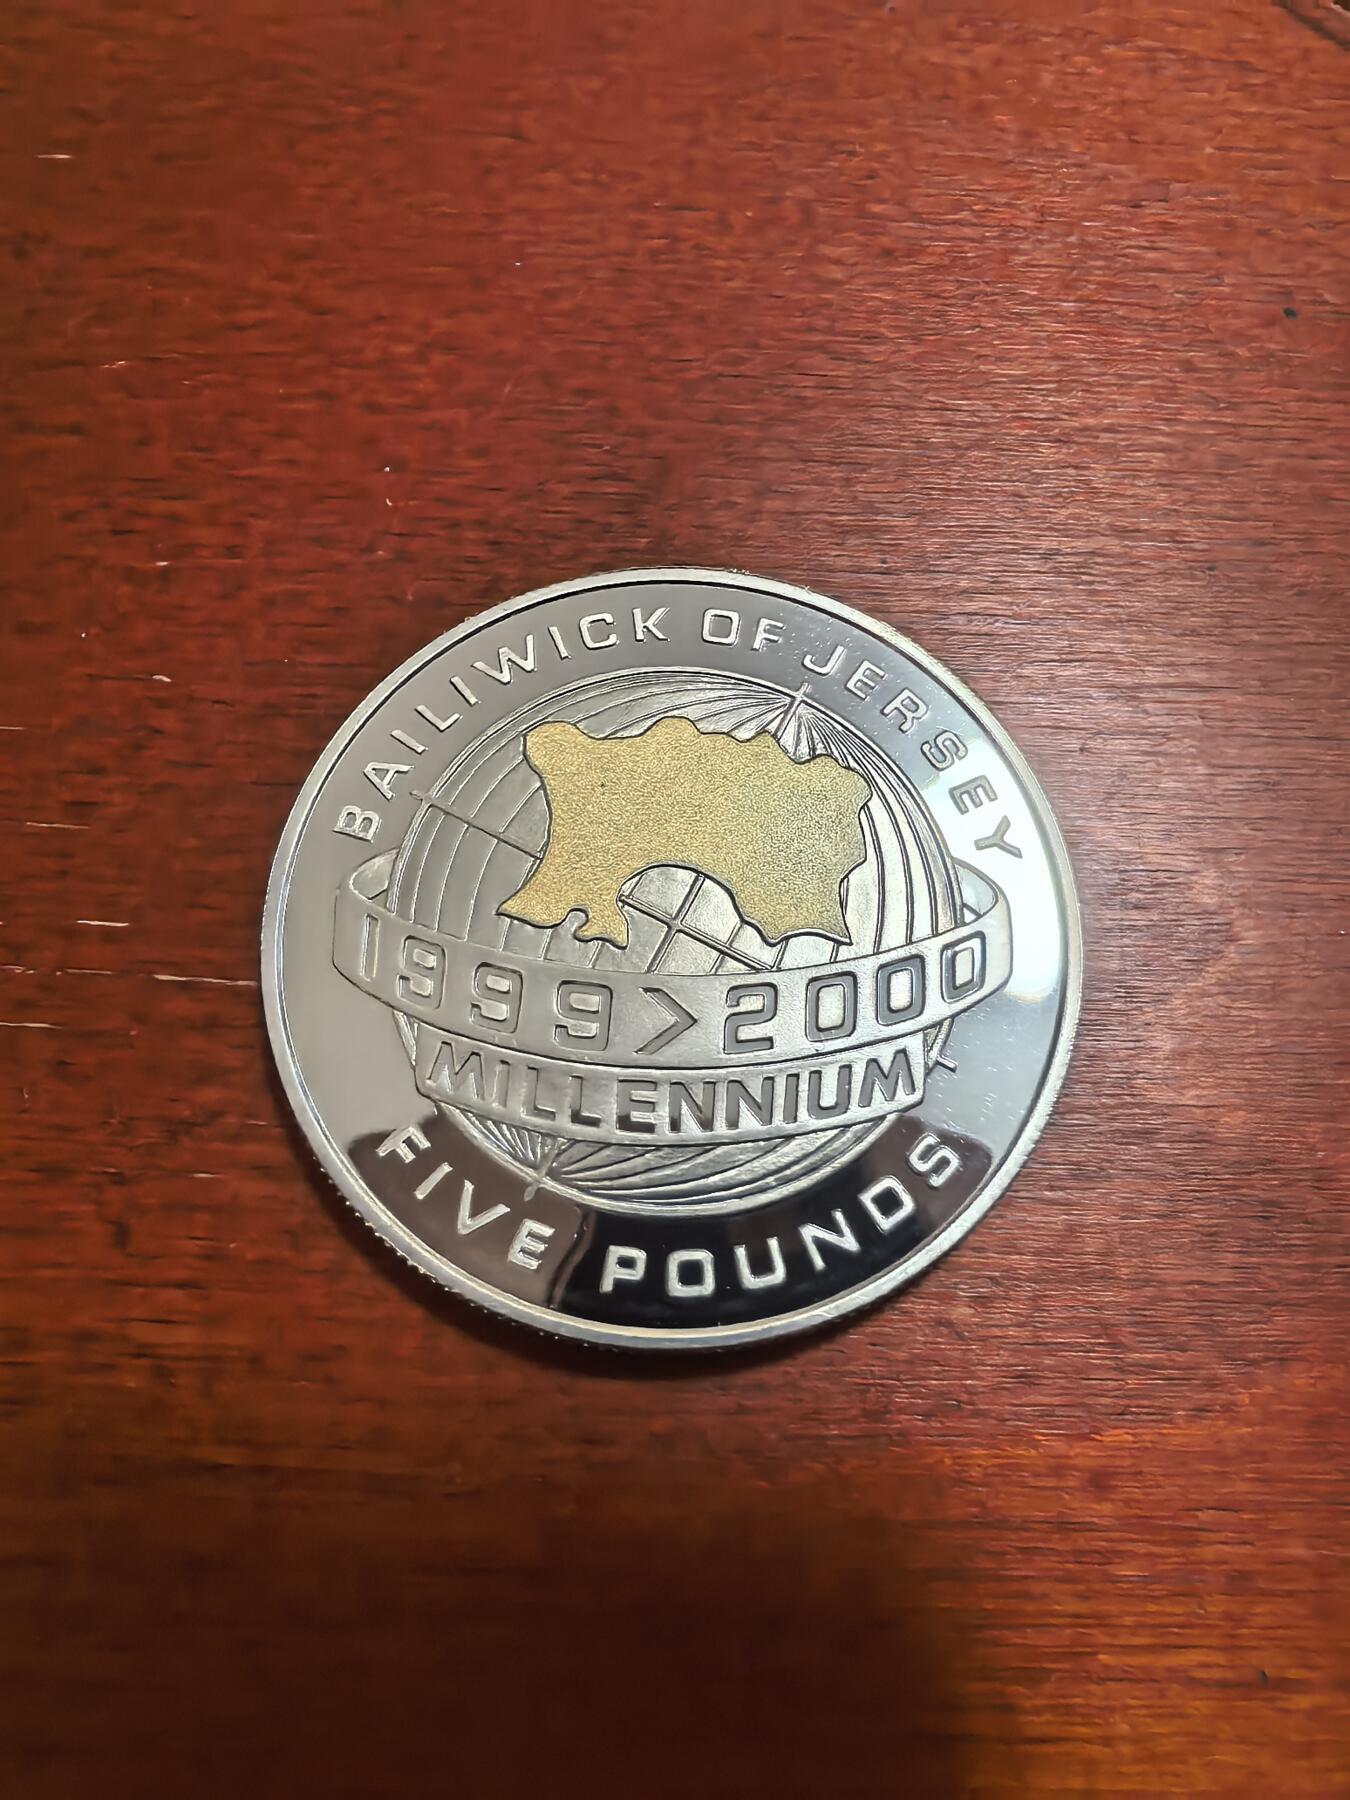 BAILIWICK OF JERSEY
1999>2000
MILLENNIUM
FIVE POUNDS